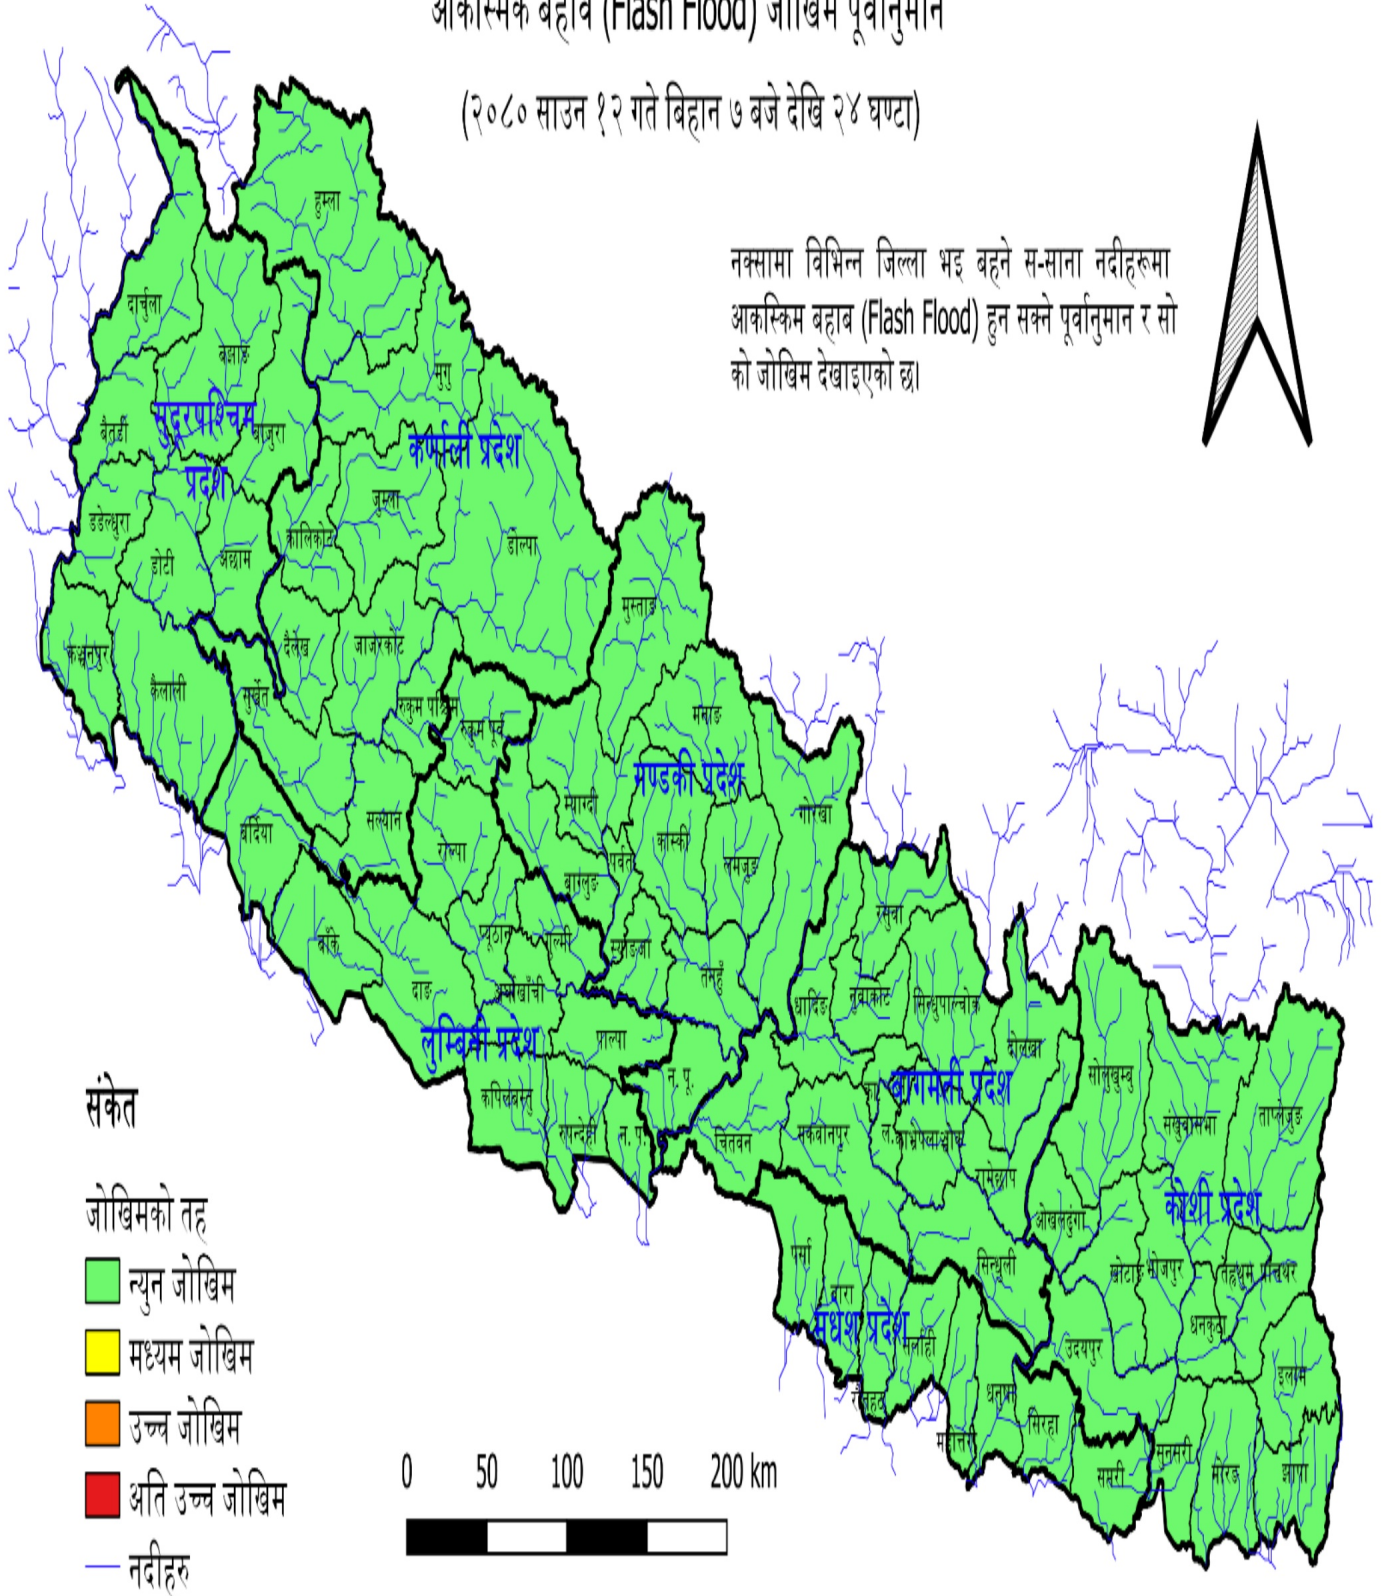 आकस्मिक बहाव (Flash Flood) जोखिम पूर्वानुमान
(२०८० साउन १२ गते बिहान ७ बजे देखि २४ घण्टा)
नक्सामा विभिन्न जिल्ला भइ बहने स-साना नदीहरूमा
आकस्किम बहाब (Flash Flood) हुन सक्ने पूर्वानुमान र सो
को जोखिम देखाइएको छ।
हुम्ला
दार्चुला
बझाङ
मुगु
सुदूरपश्चिम
प्रदेश
बैतडी
बाजुरा
कर्णाली प्रदेश
जुम्ला
डडेल्धुरा
कालिकोट
डोल्पा
डोटी
अछाम
मुस्ताङ
कञ्चनपुर
दैलेख
जाजरकोट
कैलाली
सुर्खेत
रुकुम पश्चिम
रुकुम पूर्व
मनाङ
गण्डकी प्रदेश
म्याग्दी
गोरखा
बर्दिया
सल्यान
रोल्पा
कास्की
पर्वत
लमजुङ
बाग्लुङ
रसुवा
बाँके
प्यूठान
गुल्मी
स्याङजा
तनहुँ
दाङ
अर्घाखाँची
धादिङ
नुवाकोट
सिन्धुपाल्चोक
लुम्बिनी प्रदेश
पाल्पा
दोलखा
न. पू.
का
बागमती प्रदेश
सोलुखुम्बु
कपिलबस्तु
संखुवासभा
ताप्लेजुङ
रुपन्देही
न. प.
चितवन
मकवानपुर
ल.
काभ्रेपलाञ्चोक
रामेछाप
कोशी प्रदेश
ओखलढुंगा
पर्सा
बारा
सिन्धुली
खोटाङ
भोजपुर
तेह्रथुम
पाँचथर
मधेश प्रदेश
सर्लाही
धनकुटा
उदयपुर
रौतहट
धनुषा
इलाम
सिरहा
महोत्तरी
सप्तरी
सुनसरी
मोरङ
झापा
संकेत
जोखिमको तह
न्युन जोखिम
मध्यम जोखिम
उच्च जोखिम
अति उच्च जोखिम
नदीहरु
0 50 100 150 200 km